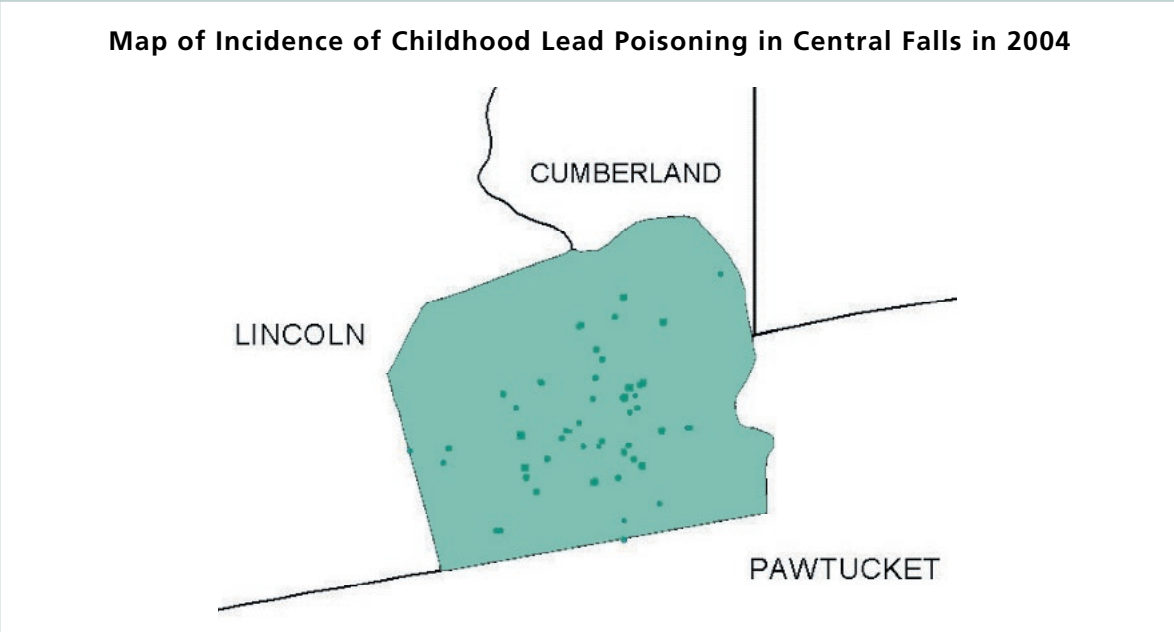 Map of Incidence of Childhood Lead Poisoning in Central Falls in 2004
CUMBERLAND
LINCOLN
PAWTUCKET